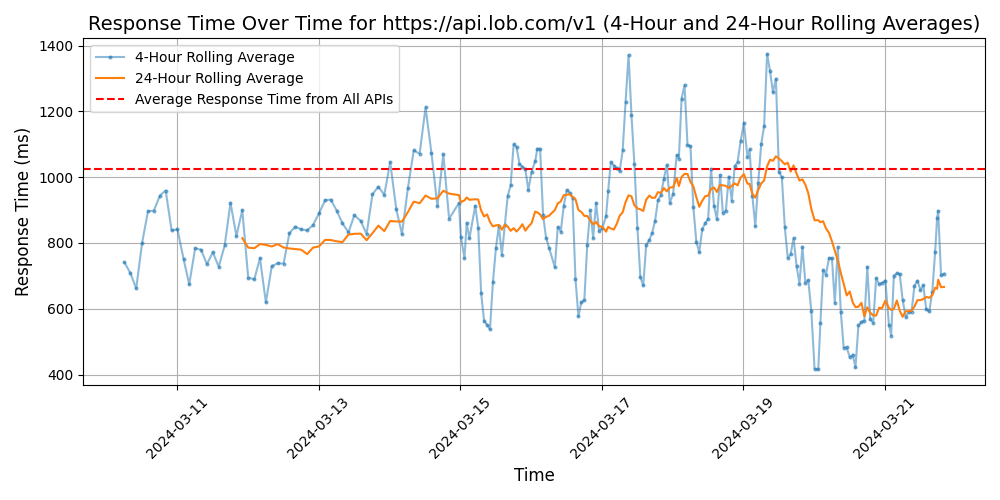 Response Time Over Time for https://api.lob.com/v1 (4-Hour and 24-Hour Rolling Averages)
4-Hour Rolling Average
24-Hour Rolling Average
Average Response Time from All APIs
Response Time (ms)
1400
1200
1000
800
600
400
2024-03-11
2024-03-13
2024-03-15
2024-03-17
2024-03-19
2024-03-21
Time